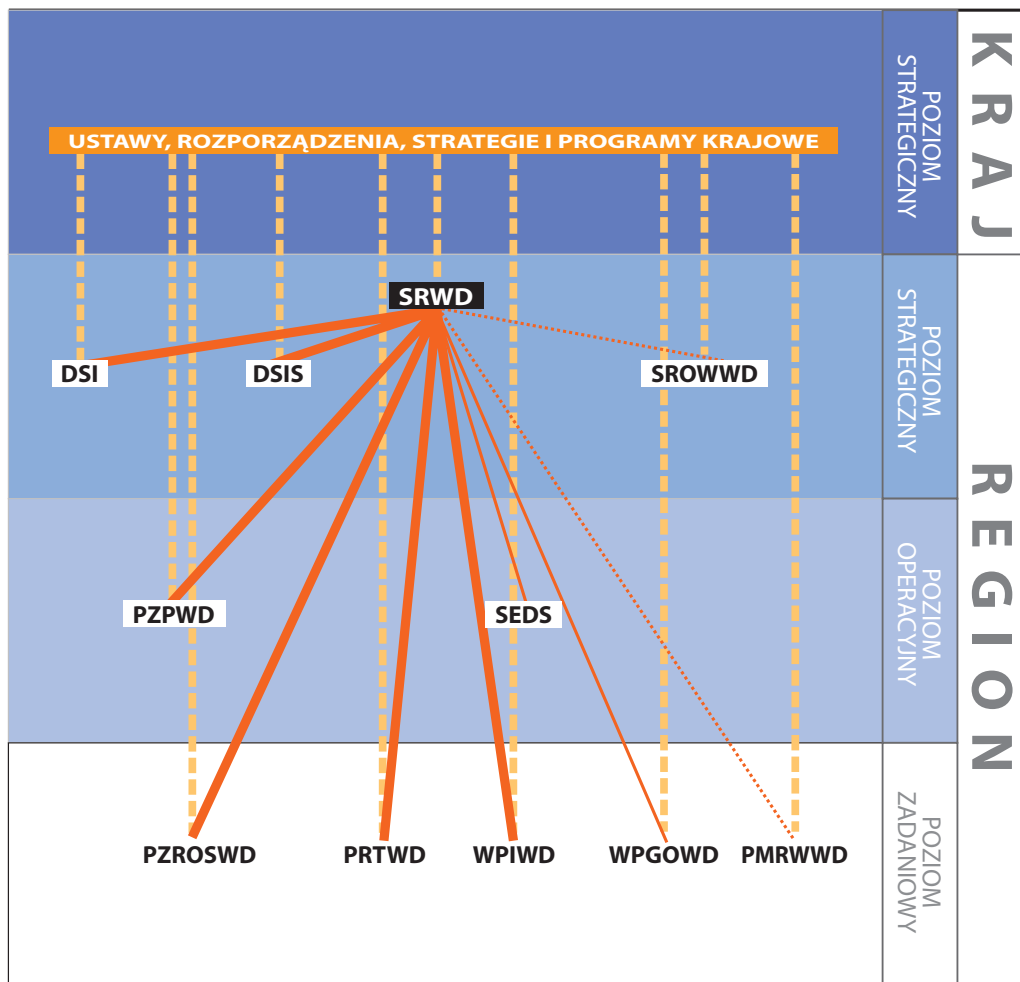 USTAWY, ROZPORZĄDZENIA, STRATEGIE I PROGRAMY KRAJOWE
POZIOM
STRATEGICZNY
KRAJ
SRWD
DSI
DSIS
SROWWD
POZIOM
STRATEGICZNY
REGION
PZPWD
SEDS
POZIOM
OPERACYJNY
PZROSWD
PRTWD
WPIWD
WPGOWD
PMRWWD
POZIOM
ZADANIOWY